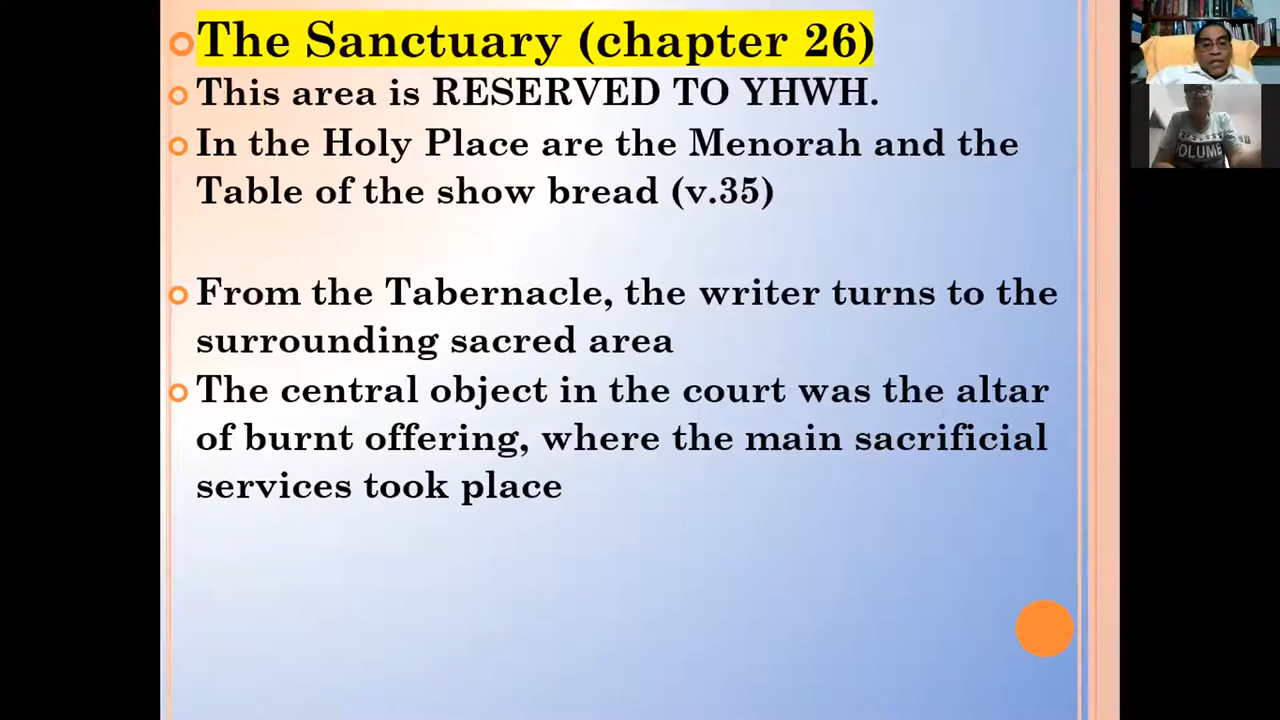 The Sanctuary (chapter 26)
This area is RESERVED TO YHWH.
In the Holy Place are the Menorah and the
Table of the show bread (v.35)
From the Tabernacle, the writer turns to the
surrounding sacred area
The central object in the court was the altar
of burnt offering, where the main sacrificial
services took place
VOLUME